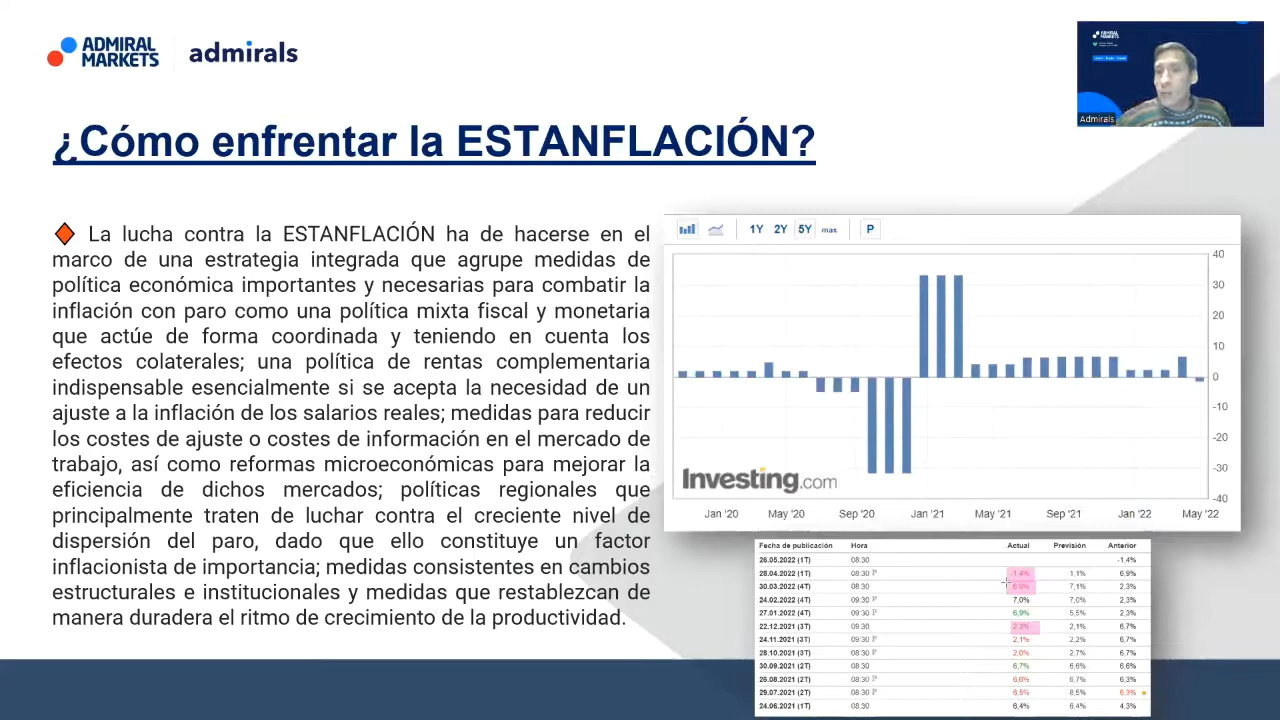 ADMIRAL
MARKETS
admirals
Admirals
¿Cómo enfrentar la ESTANFLACIÓN?
La lucha contra la ESTANFLACIÓN ha de hacerse en el
marco de una estrategia integrada que agrupe medidas de
política económica importantes y necesarias para combatir la
inflación con paro como una política mixta fiscal y monetaria
que actúe de forma coordinada y teniendo en cuenta los
efectos colaterales; una política de rentas complementaria
indispensable esencialmente si se acepta la necesidad de un
ajuste a la inflación de los salarios reales; medidas para reducir
los costes de ajuste o costes de información en el mercado de
trabajo, así como reformas microeconómicas para mejorar la
eficiencia de dichos mercados; políticas regionales que
principalmente traten de luchar contra el creciente nivel de
dispersión del paro, dado que ello constituye un factor
inflacionista de importancia; medidas consistentes en cambios
estructurales e institucionales y medidas que restablezcan de
manera duradera el ritmo de crecimiento de la productividad.
1Y 2Y 5Y max P
40
30
20
10
0
-10
-20
-30
-40
Investing.com
Jan '20 May '20 Sep '20 Jan '21 May '21 Sep '21 Jan '22 May '22
Fecha de publicación Hora Actual Previsión Anterior
26.05.2022 (1T) 08:30 -1,4%
28.04.2022 (1T) 08:30 P -1,4% 1,1% 6,9%
30.03.2022 (4T) 08:30 6,9% 7,1% 2,3%
24.02.2022 (4T) 09:30 P 7,0% 7,0% 2,3%
27.01.2022 (4T) 09:30 P 6,9% 5,5% 2,3%
22.12.2021 (3T) 09:30 2,3% 2,1% 6,7%
24.11.2021 (3T) 09:30 P 2,1% 2,2% 6,7%
28.10.2021 (3T) 08:30 P 2,0% 2,7% 6,7%
30.09.2021 (2T) 08:30 6,7% 6,6% 6,6%
26.08.2021 (2T) 08:30 P 6,6% 6,7% 6,3%
29.07.2021 (2T) 08:30 P 6,5% 8,5% 6,3%
24.06.2021 (1T) 08:30 6,4% 6,4% 4,3%